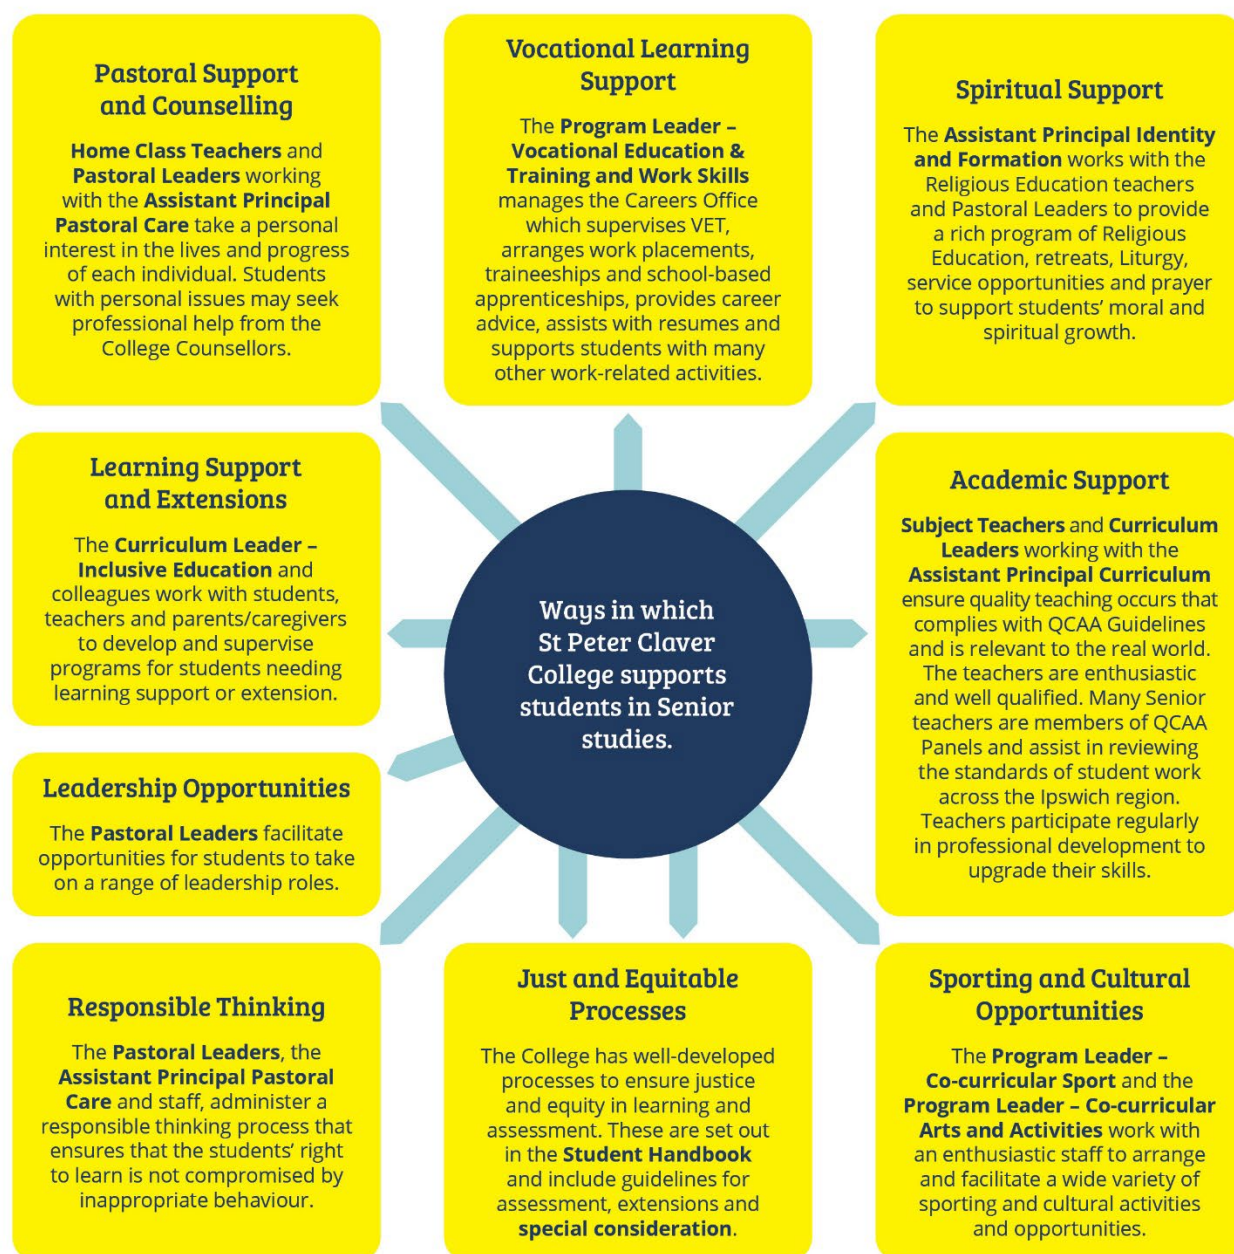 Pastoral Support
and Counselling
Home Class Teachers and
Pastoral Leaders working
with the Assistant Principal
Pastoral Care take a personal
interest in the lives and progress
of each individual. Students
with personal issues may seek
professional help from the
College Counsellors.
Vocational Learning
Support
The Program Leader –
Vocational Education &
Training and Work Skills
manages the Careers Office
which supervises VET,
arranges work placements,
traineeships and school-based
apprenticeships, provides career
advice, assists with resumes and
supports students with many
other work-related activities.
Spiritual Support
The Assistant Principal Identity
and Formation works with the
Religious Education teachers
and Pastoral Leaders to provide
a rich program of Religious
Education, retreats, Liturgy,
service opportunities and prayer
to support students’ moral and
spiritual growth.
Learning Support
and Extensions
The Curriculum Leader –
Inclusive Education and
colleagues work with students,
teachers and parents/caregivers
to develop and supervise
programs for students needing
learning support or extension.
Ways in which
St Peter Claver
College supports
students in Senior
studies.
Academic Support
Subject Teachers and Curriculum
Leaders working with the
Assistant Principal Curriculum
ensure quality teaching occurs that
complies with QCAA Guidelines
and is relevant to the real world.
The teachers are enthusiastic
and well qualified. Many Senior
teachers are members of QCAA
Panels and assist in reviewing
the standards of student work
across the Ipswich region.
Teachers participate regularly
in professional development to
upgrade their skills.
Leadership Opportunities
The Pastoral Leaders facilitate
opportunities for students to take
on a range of leadership roles.
Responsible Thinking
The Pastoral Leaders, the
Assistant Principal Pastoral
Care and staff, administer a
responsible thinking process that
ensures that the students’ right
to learn is not compromised by
inappropriate behaviour.
Just and Equitable
Processes
The College has well-developed
processes to ensure justice
and equity in learning and
assessment. These are set out
in the Student Handbook
and include guidelines for
assessment, extensions and
special consideration.
Sporting and Cultural
Opportunities
The Program Leader –
Co-curricular Sport and the
Program Leader – Co-curricular
Arts and Activities work with
an enthusiastic staff to arrange
and facilitate a wide variety of
sporting and cultural activities
and opportunities.